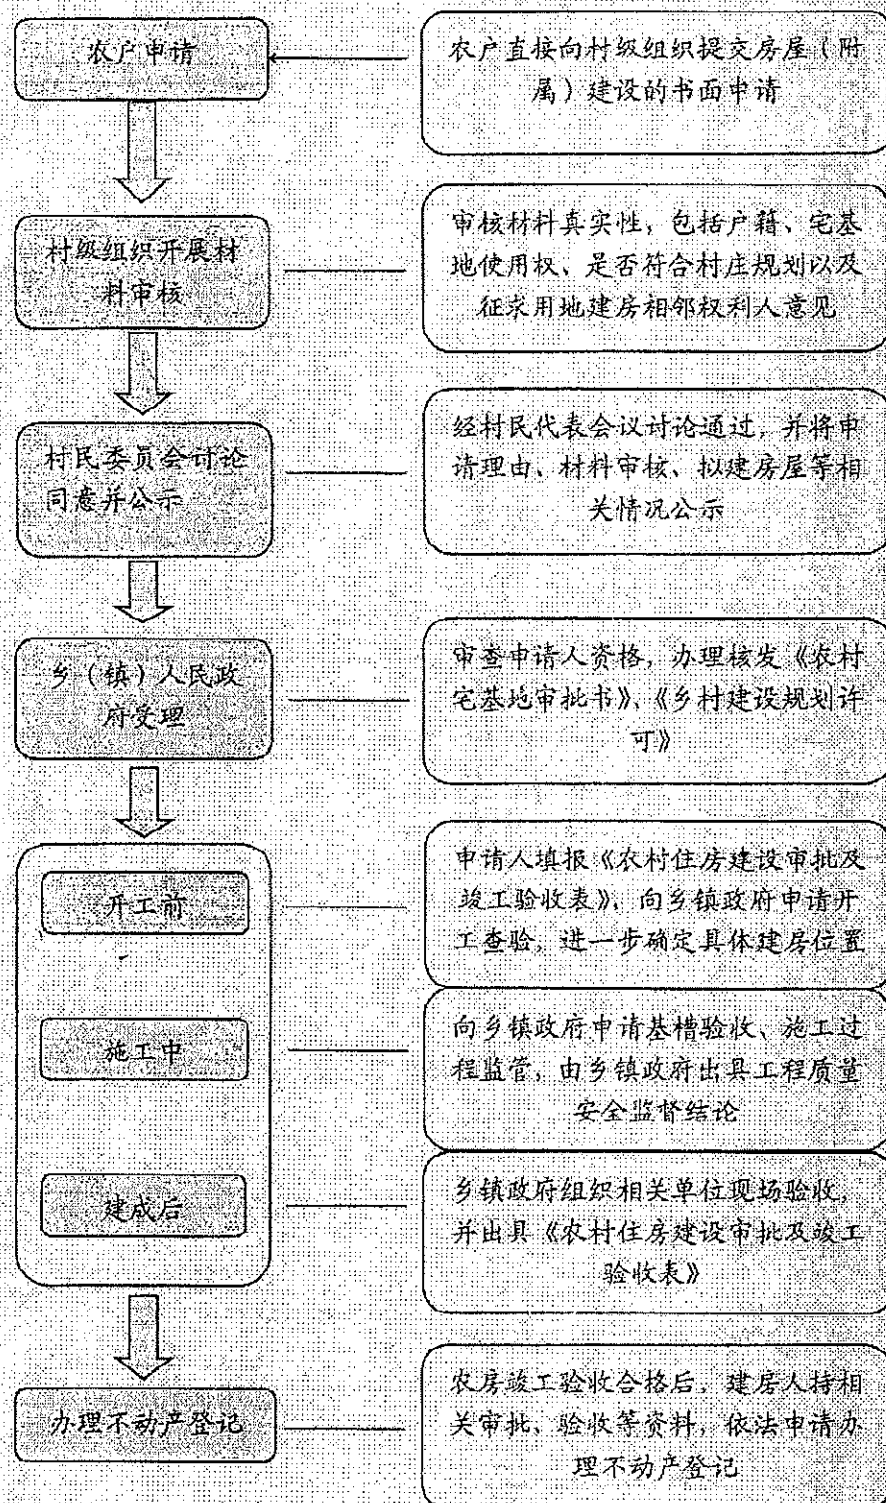 农户申请
农户直接向村级组织提交房屋（附
属）建设的书面申请
村级组织开展材
料审核
审核材料真实性，包括户籍、宅基
地使用权、是否符合村庄规划以及
征求用地建房相邻权利人意见
村民委员会讨论
同意并公示
经村民代表会议讨论通过，并将申
请理由、材料审核、拟建房屋等相
关情况公示
乡（镇）人民政
府受理
审查申请人资格，办理核发《农村
宅基地审批书》、《乡村建设规划许
可》
开工前
申请人填报《农村住房建设审批及
竣工验收表》、向乡镇政府申请开
工查验，进一步确定具体建房位置
施工中
向乡镇政府申请基槽验收、施工过
程监管，由乡镇政府出具工程质量
安全监督结论
建成后
乡镇政府组织相关单位现场验收，
并出具《农村住房建设审批及竣工
验收表》
办理不动产登记
农房竣工验收合格后，建房人持相
关审批、验收等资料，依法申请办
理不动产登记